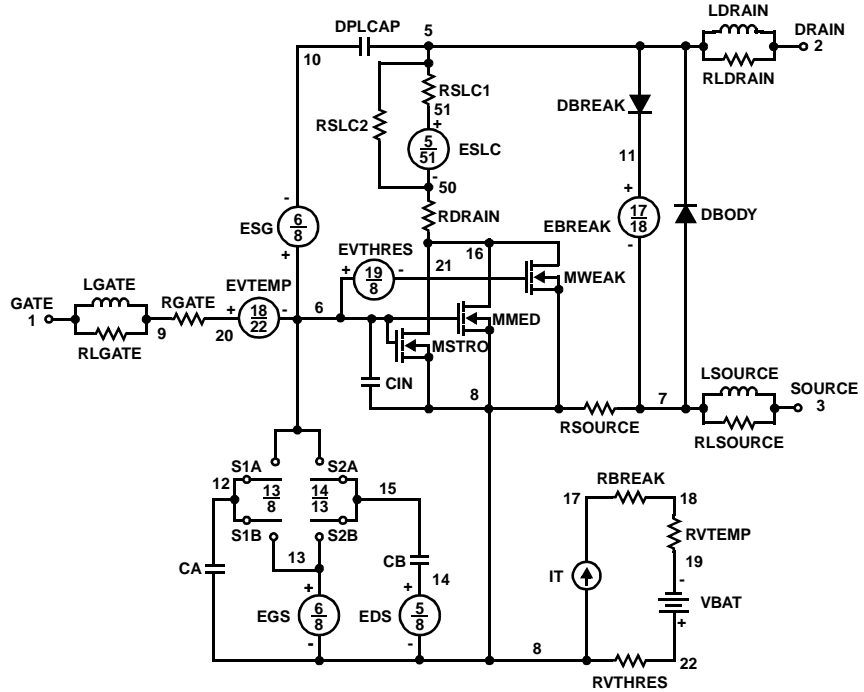 LDRAIN
DPLCAP 5 DRAIN
10 2
RLDRAIN
RSLC1
51
DBREAK
RSLC2 +
5
51
ESLC
-
50
11
- +
6
8
ESG
+
RDRAIN
17
18
EBREAK
-
DBODY
EVTHRES
16
+ 19
8 - 21
MWEAK
LGATE EVTEMP
GATE
1
RGATE + 18
22 - 6
MMED
9 20
RLGATE
MSTRO
CIN
LSOURCE
8 7 SOURCE
3
RSOURCE
RLSOURCE
S1A S2A
12 13
8 14
13 15
S1B S2B
RBREAK
17 18
13
RVTEMP
CA CB
14
19
IT
-
VBAT
+ +
EGS 6
8 EDS 5
8
- -
+
8
22
RVTHRES